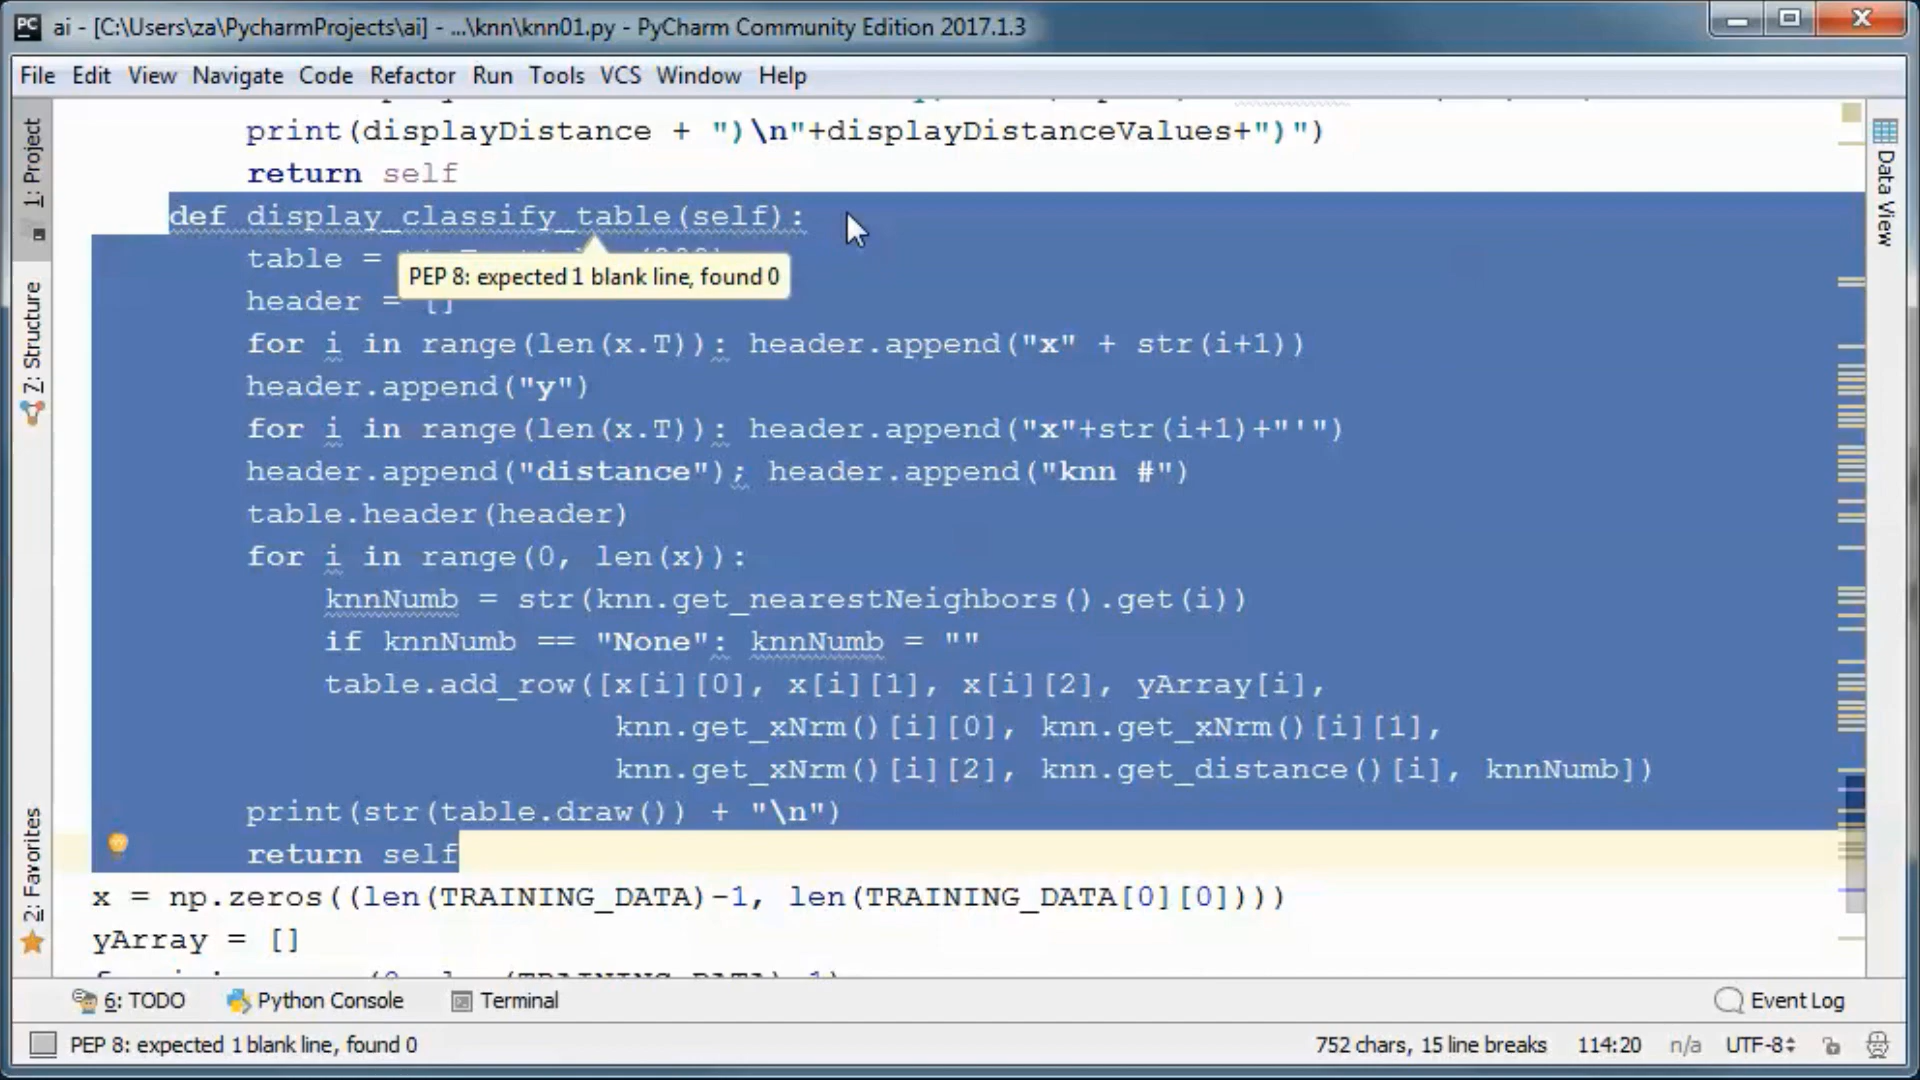 ai - [C:\Users\za\PycharmProjects\ai] - ...\knn\knn01.py - PyCharm Community Edition 2017.1.3
File Edit View Navigate Code Refactor Run Tools VCS Window Help
print(displayDistance + ")\n"+displayDistanceValues+")")
return self
def display_classify_table(self):
table =
PEP 8: expected 1 blank line, found 0
header = []
for i in range(len(x.T)): header.append("x" + str(i+1))
header.append("y")
for i in range(len(x.T)): header.append("x"+str(i+1)+"'")
header.append("distance"); header.append("knn #")
table.header(header)
for i in range(0, len(x)):
knnNumb = str(knn.get_nearestNeighbors().get(i))
if knnNumb == "None": knnNumb = ""
table.add_row([x[i][0], x[i][1], x[i][2], yArray[i],
knn.get_xNrm()[i][0], knn.get_xNrm()[i][1],
knn.get_xNrm()[i][2], knn.get_distance()[i], knnNumb])
print(str(table.draw()) + "\n")
return self
x = np.zeros((len(TRAINING_DATA)-1, len(TRAINING_DATA[0][0])))
yArray = []
1: Project
7: Structure
2: Favorites
Data View
6: TODO Python Console Terminal Event Log
PEP 8: expected 1 blank line, found 0 752 chars, 15 line breaks 114:20 n/a UTF-8